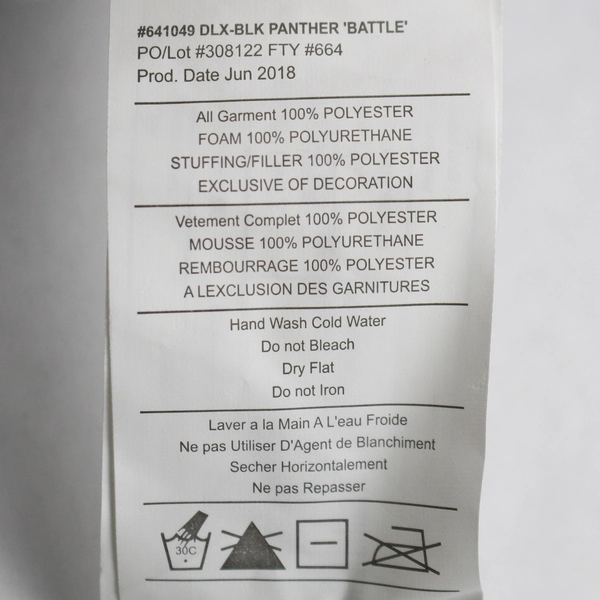 #641049 DLX-BLK PANTHER 'BATTLE'
PO/Lot #308122 FTY #664
Prod. Date Jun 2018
All Garment 100% POLYESTER
FOAM 100% POLYURETHANE
STUFFING/FILLER 100% POLYESTER
EXCLUSIVE OF DECORATION
Vetement Complet 100% POLYESTER
MOUSSE 100% POLYURETHANE
REMBOURRAGE 100% POLYESTER
A LEXCLUSION DES GARNITURES
Hand Wash Cold Water
Do not Bleach
Dry Flat
Do not Iron
Laver a la Main A L'eau Froide
Ne pas Utiliser D'Agent de Blanchiment
Secher Horizontalement
Ne pas Repasser
30C